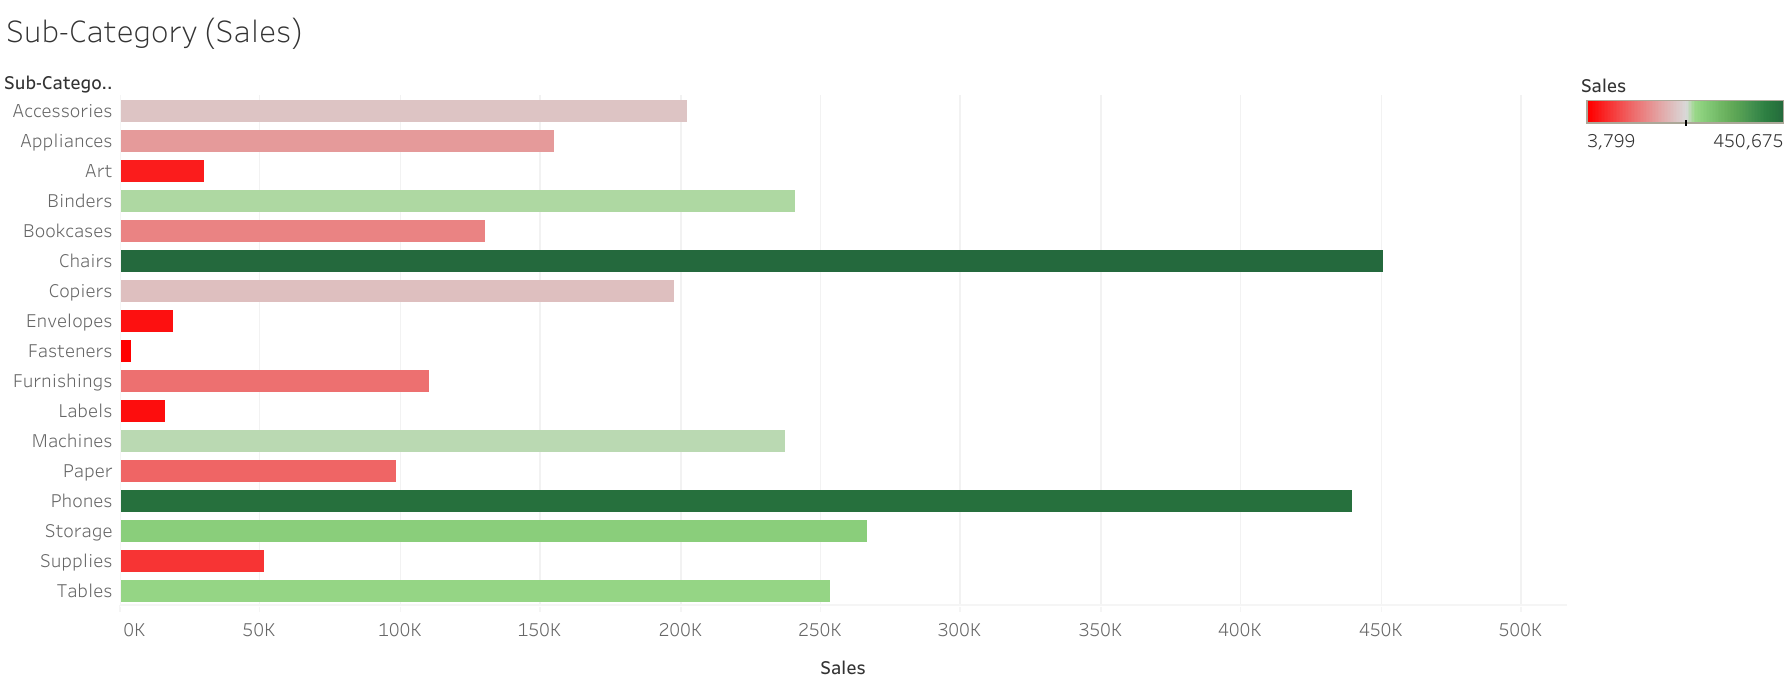 Sub-Category (Sales)
Sub-Catego..
Accessories
Appliances
Art
Binders
Bookcases
Chairs
Copiers
Envelopes
Fasteners
Furnishings
Labels
Machines
Paper
Phones
Storage
Supplies
Tables
0K 50K 100K 150K 200K 250K 300K 350K 400K 450K 500K
Sales
Sales
3,799 450,675